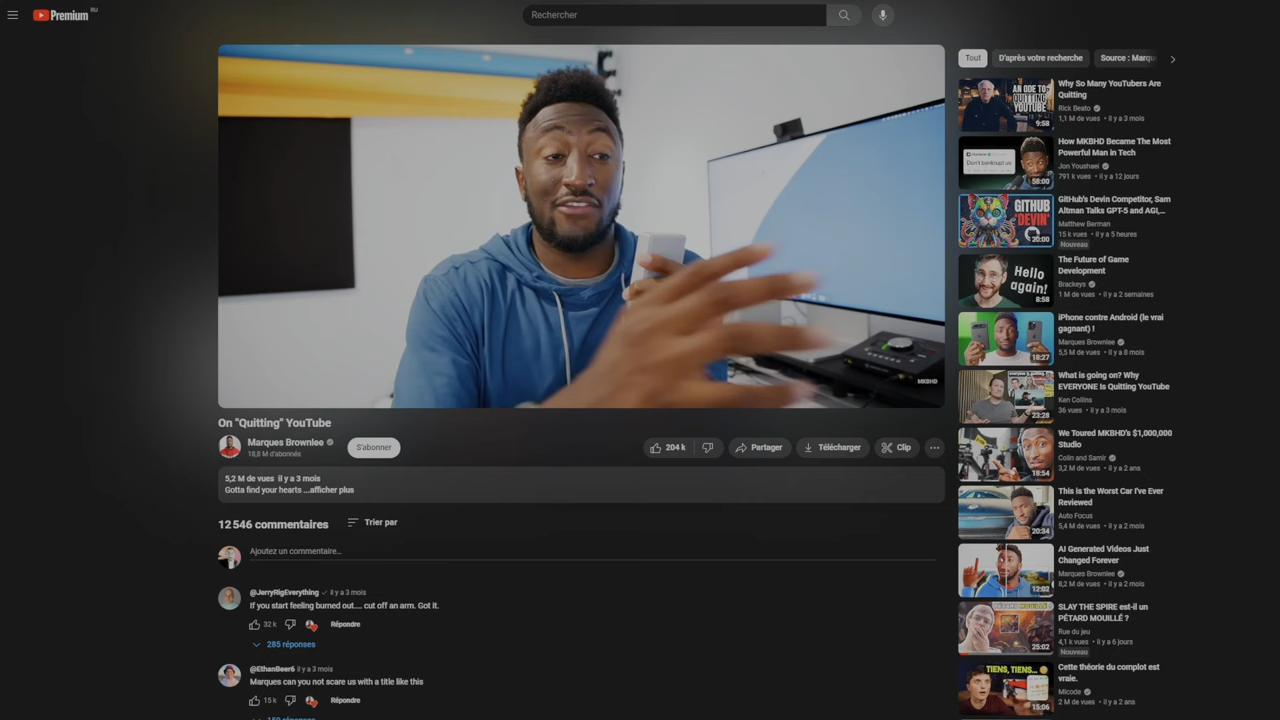 Premium RU
Rechercher
Tout
D'après votre recherche
Source : Marqu
MKBHD
On "Quitting" YouTube
Marques Brownlee
18,8 M d'abonnés
S'abonner
204 k
Partager
Télécharger
Clip
5,2 M de vues il y a 3 mois
Gotta find your hearts ...afficher plus
12 546 commentaires
Trier par
Ajoutez un commentaire...
@JerryRigEverything il y a 3 mois
If you start feeling burned out.... cut off an arm. Got it.
32 k
Répondre
285 réponses
@EthanBeer6 il y a 3 mois
Marques can you not scare us with a title like this
15 k
Répondre
AN ODE TO
QUITTING
YOUTUBE
9:58
Why So Many YouTubers Are
Quitting
Rick Beato
1,1 M de vues • il y a 3 mois
Don't bankrupt us
58:00
How MKBHD Became The Most
Powerful Man in Tech
Jon Youshaei
791 k vues • il y a 12 jours
GITHUB
'DEVIN'
20:00
GitHub's Devin Competitor, Sam
Altman Talks GPT-5 and AGI,...
Matthew Berman
15 k vues • il y a 5 heures
Nouveau
Hello
again!
8:58
The Future of Game
Development
Brackeys
1 M de vues • il y a 2 semaines
18:27
iPhone contre Android (le vrai
gagnant) !
Marques Brownlee
5,5 M de vues • il y a 8 mois
23:28
What is going on? Why
EVERYONE Is Quitting YouTube
Ken Collins
36 vues • il y a 3 mois
18:54
We Toured MKBHD's $1,000,000
Studio
Colin and Samir
3,2 M de vues • il y a 2 ans
20:34
This is the Worst Car I've Ever
Reviewed
Auto Focus
5,4 M de vues • il y a 2 mois
12:02
AI Generated Videos Just
Changed Forever
Marques Brownlee
8,2 M de vues • il y a 2 mois
25:02
SLAY THE SPIRE est-il un
PÉTARD MOUILLÉ ?
Rue du jeu
4,1 k vues • il y a 6 jours
Nouveau
TIENS, TIENS...
15:06
Cette théorie du complot est
vraie.
Micode
2 M de vues • il y a 2 ans